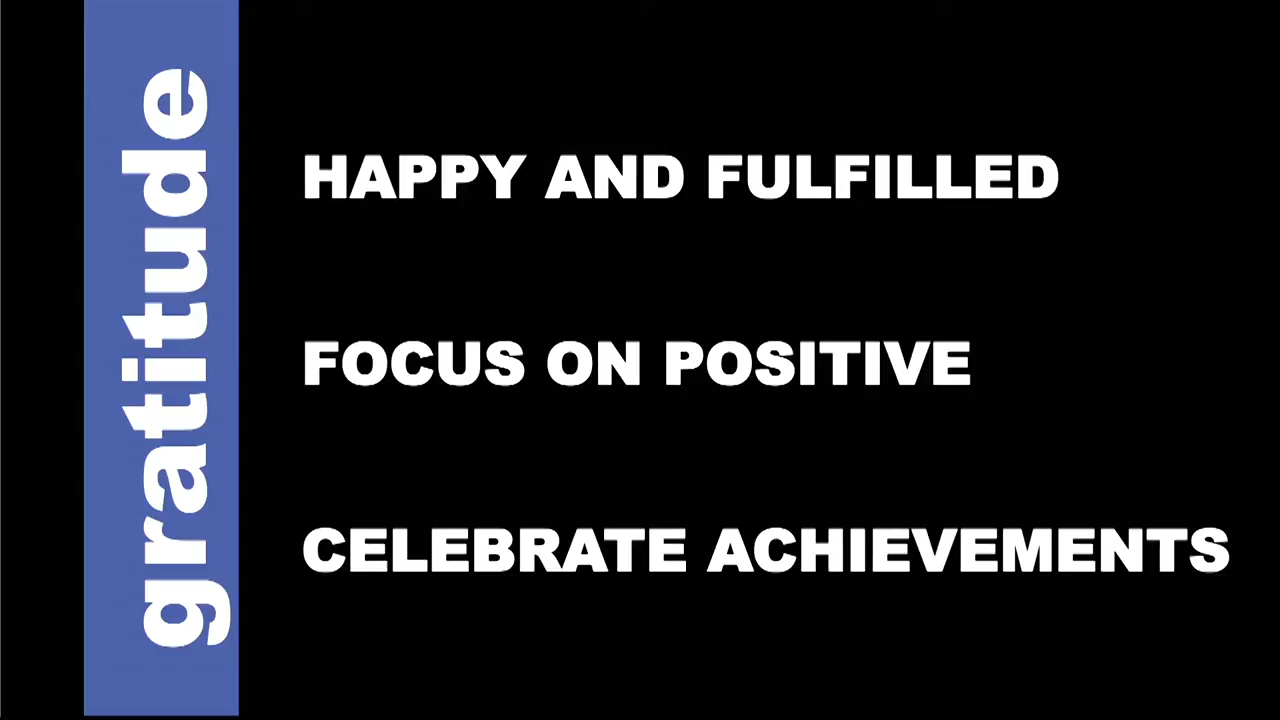 gratitude
HAPPY AND FULFILLED
FOCUS ON POSITIVE
CELEBRATE ACHIEVEMENTS